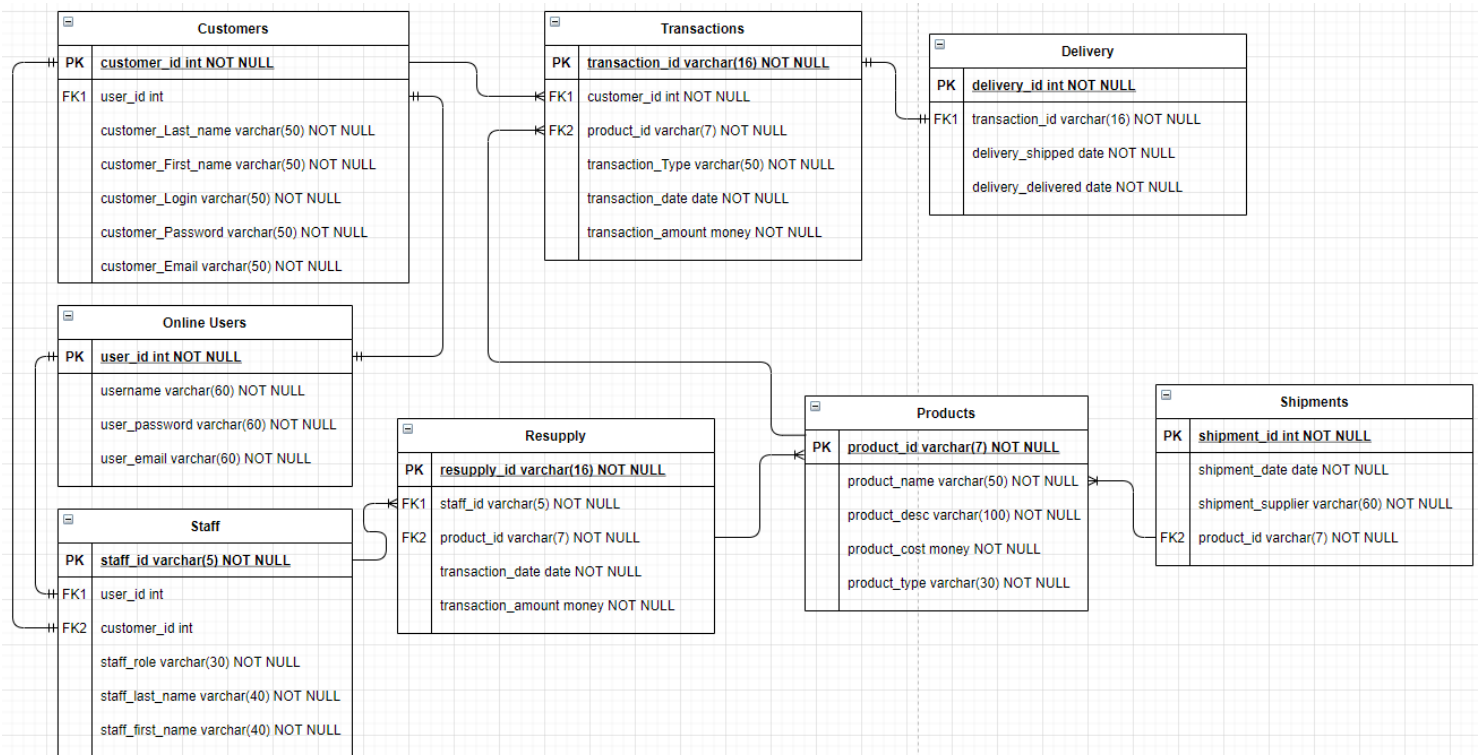 Customers
PK customer_id int NOT NULL
FK1 user_id int
customer_Last_name varchar(50) NOT NULL
customer_First_name varchar(50) NOT NULL
customer_Login varchar(50) NOT NULL
customer_Password varchar(50) NOT NULL
customer_Email varchar(50) NOT NULL
Transactions
PK transaction_id varchar(16) NOT NULL
FK1 customer_id int NOT NULL
FK2 product_id varchar(7) NOT NULL
transaction_Type varchar(50) NOT NULL
transaction_date date NOT NULL
transaction_amount money NOT NULL
Delivery
PK delivery_id int NOT NULL
FK1 transaction_id varchar(16) NOT NULL
delivery_shipped date NOT NULL
delivery_delivered date NOT NULL
Online Users
PK user_id int NOT NULL
username varchar(60) NOT NULL
user_password varchar(60) NOT NULL
user_email varchar(60) NOT NULL
Staff
PK staff_id varchar(5) NOT NULL
FK1 user_id int
FK2 customer_id int
staff_role varchar(30) NOT NULL
staff_last_name varchar(40) NOT NULL
staff_first_name varchar(40) NOT NULL
Resupply
PK resupply_id varchar(16) NOT NULL
FK1 staff_id varchar(5) NOT NULL
FK2 product_id varchar(7) NOT NULL
transaction_date date NOT NULL
transaction_amount money NOT NULL
Products
PK product_id varchar(7) NOT NULL
product_name varchar(50) NOT NULL
product_desc varchar(100) NOT NULL
product_cost money NOT NULL
product_type varchar(30) NOT NULL
Shipments
PK shipment_id int NOT NULL
shipment_date date NOT NULL
shipment_supplier varchar(60) NOT NULL
FK2 product_id varchar(7) NOT NULL